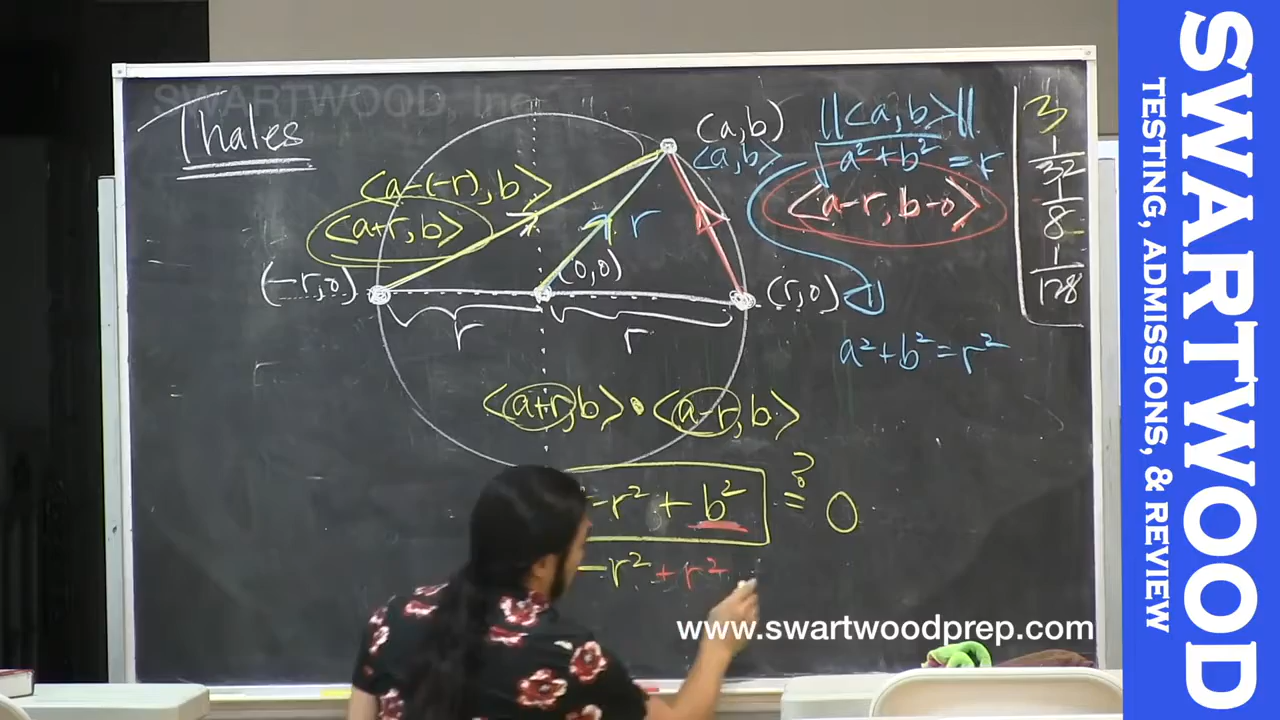 SWARTWOOD, Inc
Thales
(a,b)
<a,b>
||<a,b>||
√a²+b² = r
<a-r, b-0>
<a-(-r), b>
<a+r, b>
r
(0,0)
(-r,0)
(r,0)
r
r
a²+b²=r²
<a+r, b> • <a-r, b>
-r² + b² ?= 0
-r² + r²
3
1/32
1/8
1/128
www.swartwoodprep.com
SWARTWOOD
TESTING, ADMISSIONS, & REVIEW